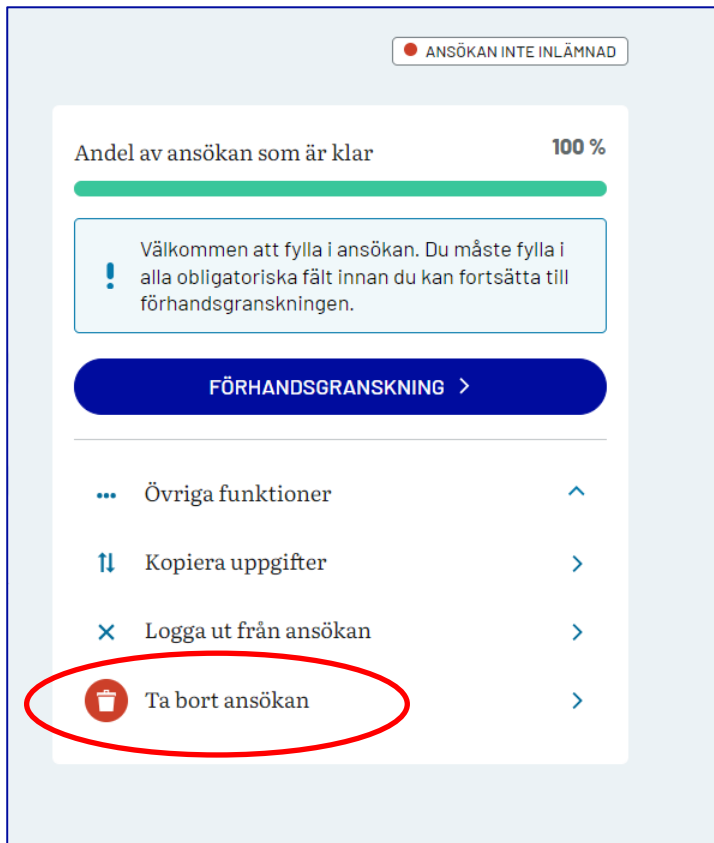 ANSÖKAN INTE INLÄMNAD
Andel av ansökan som är klar 100 %
Välkommen att fylla i ansökan. Du måste fylla i
alla obligatoriska fält innan du kan fortsätta till
förhandsgranskningen.
FÖRHANDSGRANSKNING
Övriga funktioner
Kopiera uppgifter
Logga ut från ansökan
Ta bort ansökan